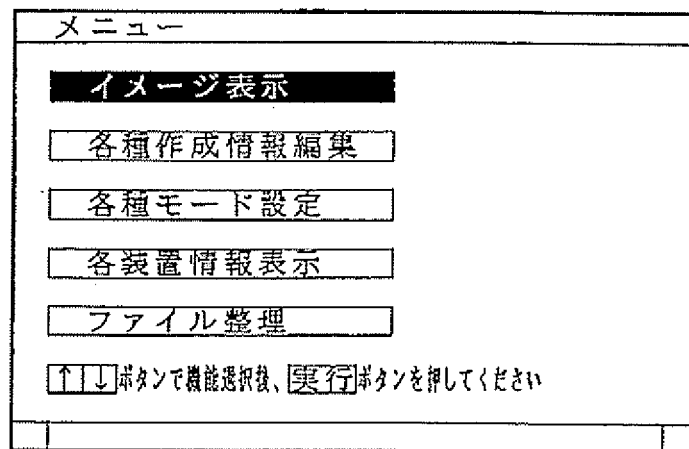 メニュー
イメージ表示
各種作成情報編集
各種モード設定
各装置情報表示
ファイル整理
↑↓ボタンで機能選択後、実行ボタンを押してください